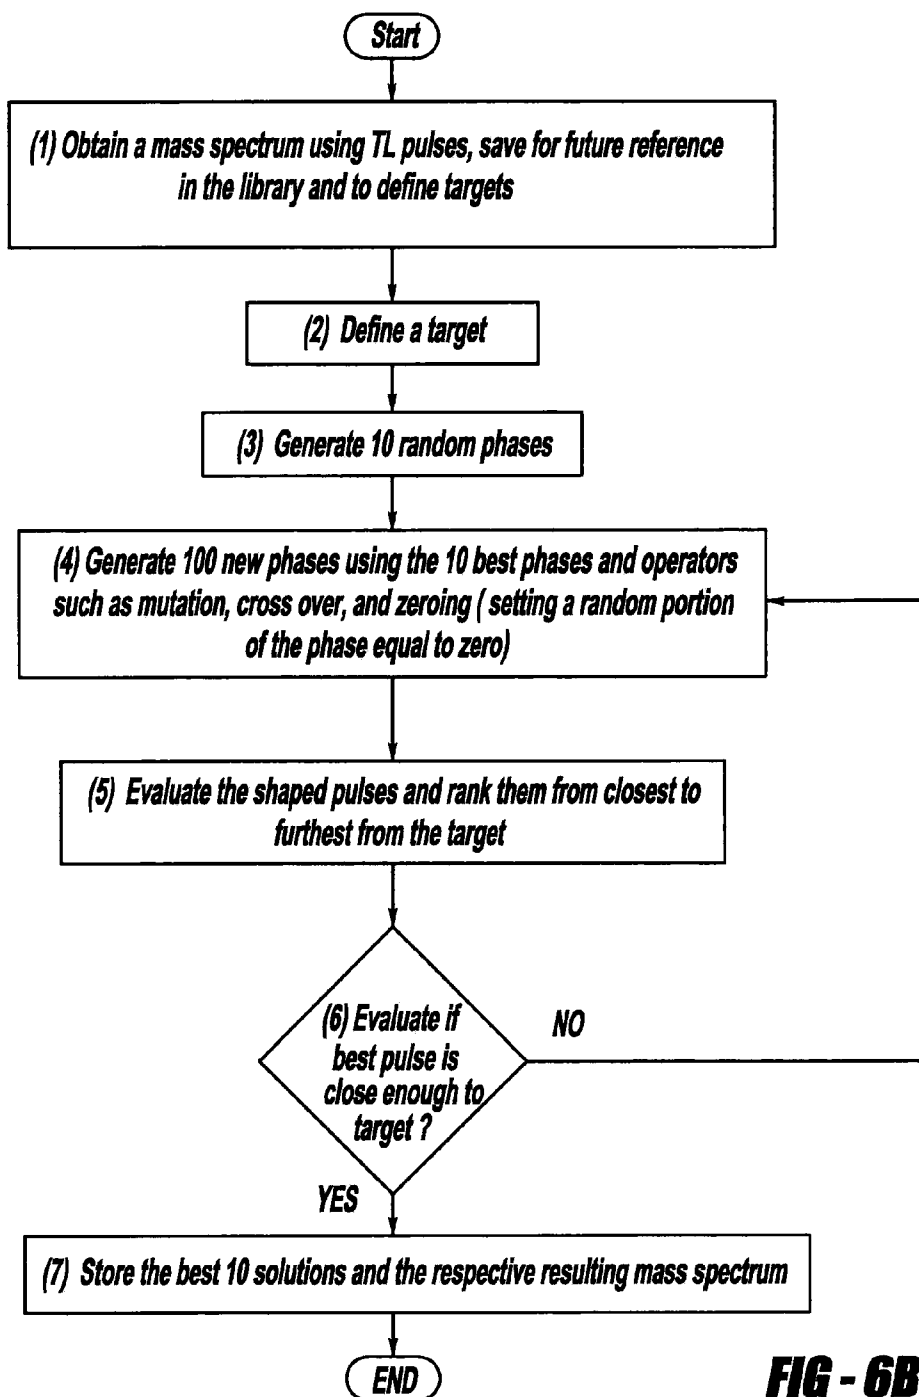 Start
(1) Obtain a mass spectrum using TL pulses, save for future reference
in the library and to define targets
(2) Define a target
(3) Generate 10 random phases
(4) Generate 100 new phases using the 10 best phases and operators
such as mutation, cross over, and zeroing ( setting a random portion
of the phase equal to zero)
(5) Evaluate the shaped pulses and rank them from closest to
furthest from the target
(6) Evaluate if
best pulse is
close enough to
target ?
NO
YES
(7) Store the best 10 solutions and the respective resulting mass spectrum
END
FIG - 6B